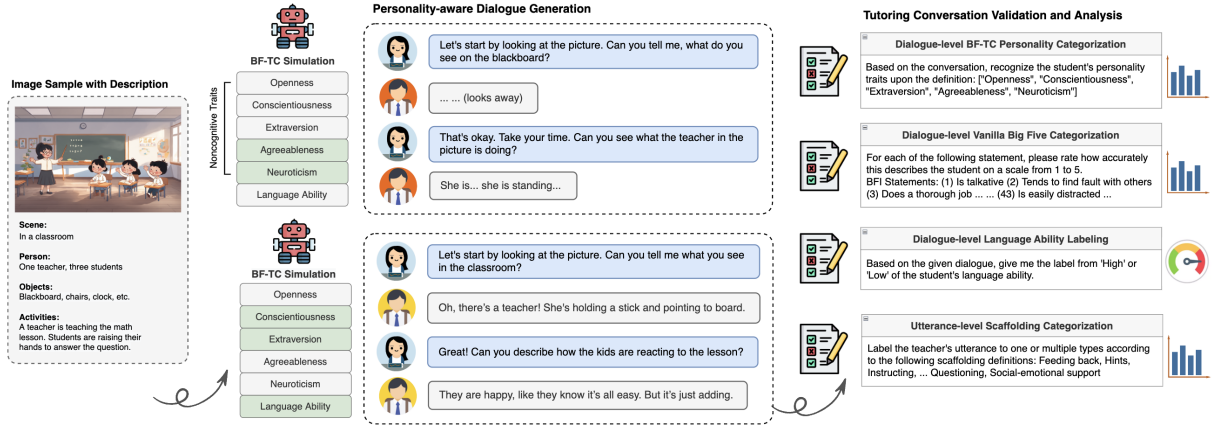 Personality-aware Dialogue Generation
Tutoring Conversation Validation and Analysis
Image Sample with Description
Scene:
In a classroom
Person:
One teacher, three students
Objects:
Blackboard, chairs, clock, etc.
Activities:
A teacher is teaching the math
lesson. Students are raising their
hands to answer the question.
BF-TC Simulation
Noncognitive Traits
Openness
Conscientiousness
Extraversion
Agreeableness
Neuroticism
Language Ability
BF-TC Simulation
Openness
Conscientiousness
Extraversion
Agreeableness
Neuroticism
Language Ability
Let's start by looking at the picture. Can you tell me, what do you
see on the blackboard?
... ... (looks away)
That's okay. Take your time. Can you see what the teacher in the
picture is doing?
She is... she is standing...
Let's start by looking at the picture. Can you tell me what you see
in the classroom?
Oh, there's a teacher! She's holding a stick and pointing to board.
Great! Can you describe how the kids are reacting to the lesson?
They are happy, like they know it's all easy. But it's just adding.
Dialogue-level BF-TC Personality Categorization
Based on the conversation, recognize the student's personality
traits upon the definition: ["Openness", "Conscientiousness",
"Extraversion", "Agreeableness", "Neuroticism"]
Dialogue-level Vanilla Big Five Categorization
For each of the following statement, please rate how accurately
this describes the student on a scale from 1 to 5.
BFI Statements: (1) Is talkative (2) Tends to find fault with others
(3) Does a thorough job ... ... (43) Is easily distracted ...
Dialogue-level Language Ability Labeling
Based on the given dialogue, give me the label from 'High' or
'Low' of the student's language ability.
Utterance-level Scaffolding Categorization
Label the teacher's utterance to one or multiple types according
to the following scaffolding definitions: Feeding back, Hints,
Instructing, ... Questioning, Social-emotional support